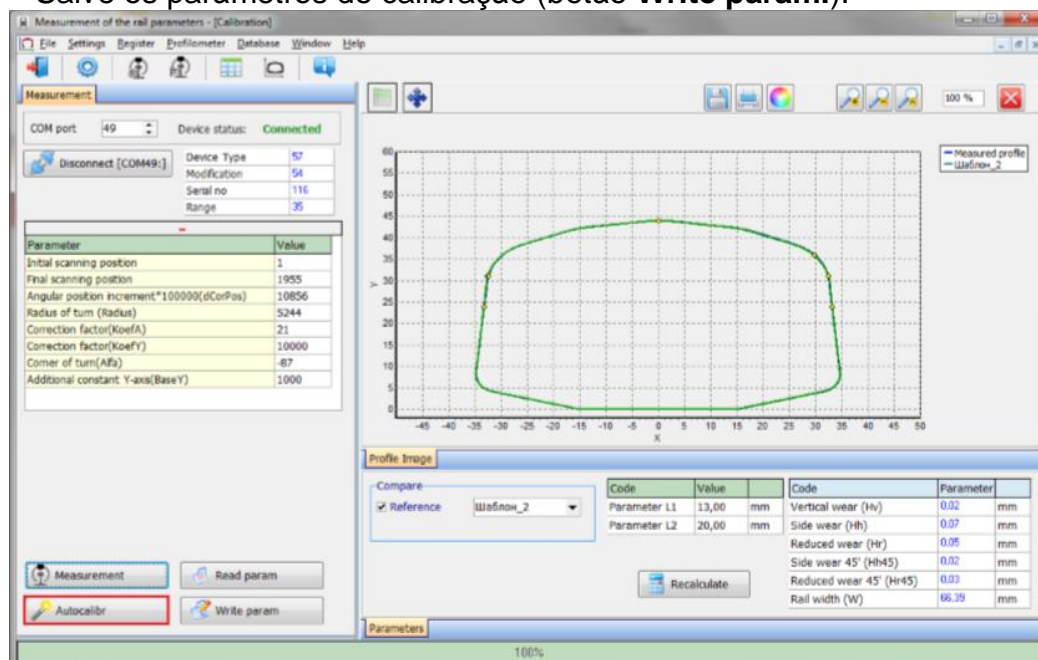 Salve os parâmetros de calibração (botão Write param.).
Measurement of the rail parameters - [Calibration]
File Settings Register Profilometer Database Window Help
Measurement
COM port 49 Device status: Connected
Disconnect [COM49:]
Device Type 57
Modification 54
Serial no 116
Range 35
Parameter Value
Initial scanning position 1
Final scanning position 1955
Angular position increment*100000(dCorPos) 10856
Radius of turn (Radius) 5244
Correction factor(KoefA) 21
Correction factor(KoefY) 10000
Corner of turn(Alfa) -87
Additional constant Y-axis(BaseY) 1000
Measurement Read param
Autocalibr Write param
100 %
Measured profile
Шаблон_2
60
55
50
45
40
35
30
25
20
15
10
5
0
Y
-45 -40 -35 -30 -25 -20 -15 -10 -5 0 5 10 15 20 25 30 35 40 45 50
X
Profile Image
Compare
Reference Шаблон_2
Code Value
Parameter L1 13,00 mm
Parameter L2 20,00 mm
Recalculate
Code Parameter
Vertical wear (Hv) 0.02 mm
Side wear (Hh) 0.07 mm
Reduced wear (Hr) 0.05 mm
Side wear 45' (Hh45) 0.02 mm
Reduced wear 45' (Hr45) 0.03 mm
Rail width (W) 66.39 mm
Parameters
100%